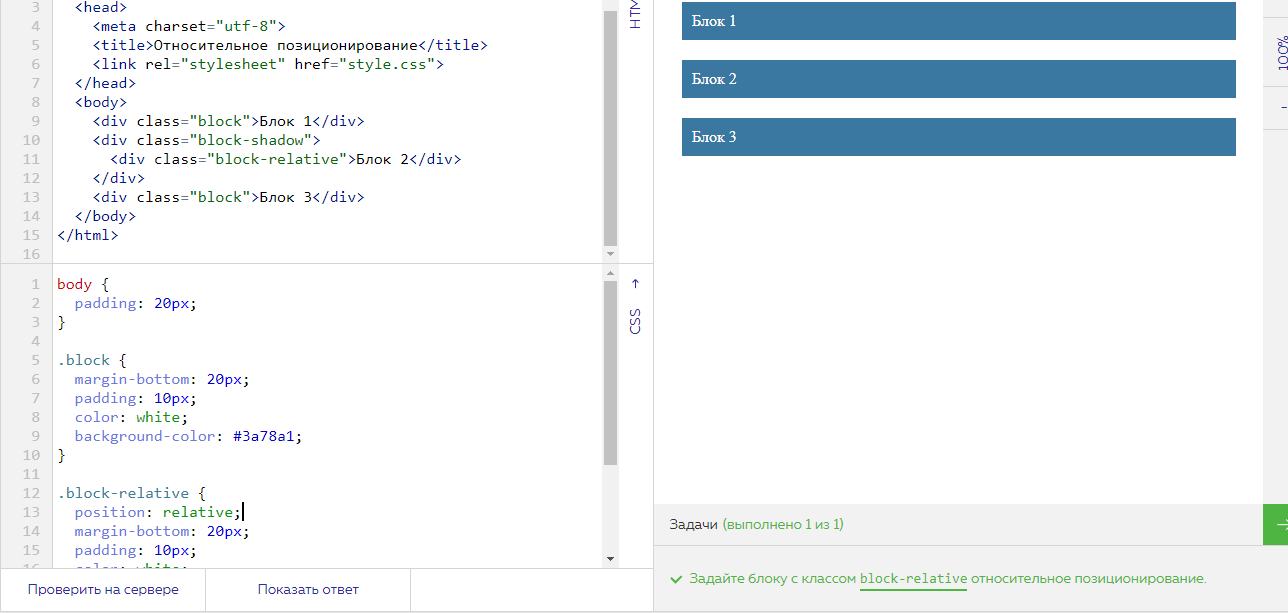 3 <head>
4 <meta charset="utf-8">
5 <title>Относительное позиционирование</title>
6 <link rel="stylesheet" href="style.css">
7 </head>
8 <body>
9 <div class="block">Блок 1</div>
10 <div class="block-shadow">
11 <div class="block-relative">Блок 2</div>
12 </div>
13 <div class="block">Блок 3</div>
14 </body>
15 </html>
16
HTM
1 body {
2 padding: 20px;
3 }
4
5 .block {
6 margin-bottom: 20px;
7 padding: 10px;
8 color: white;
9 background-color: #3a78a1;
10 }
11
12 .block-relative {
13 position: relative;
14 margin-bottom: 20px;
15 padding: 10px;
16 color: white;
CSS
Проверить на сервере
Показать ответ
Блок 1
Блок 2
Блок 3
100%
Задачи (выполнено 1 из 1)
Задайте блоку с классом block-relative относительное позиционирование.